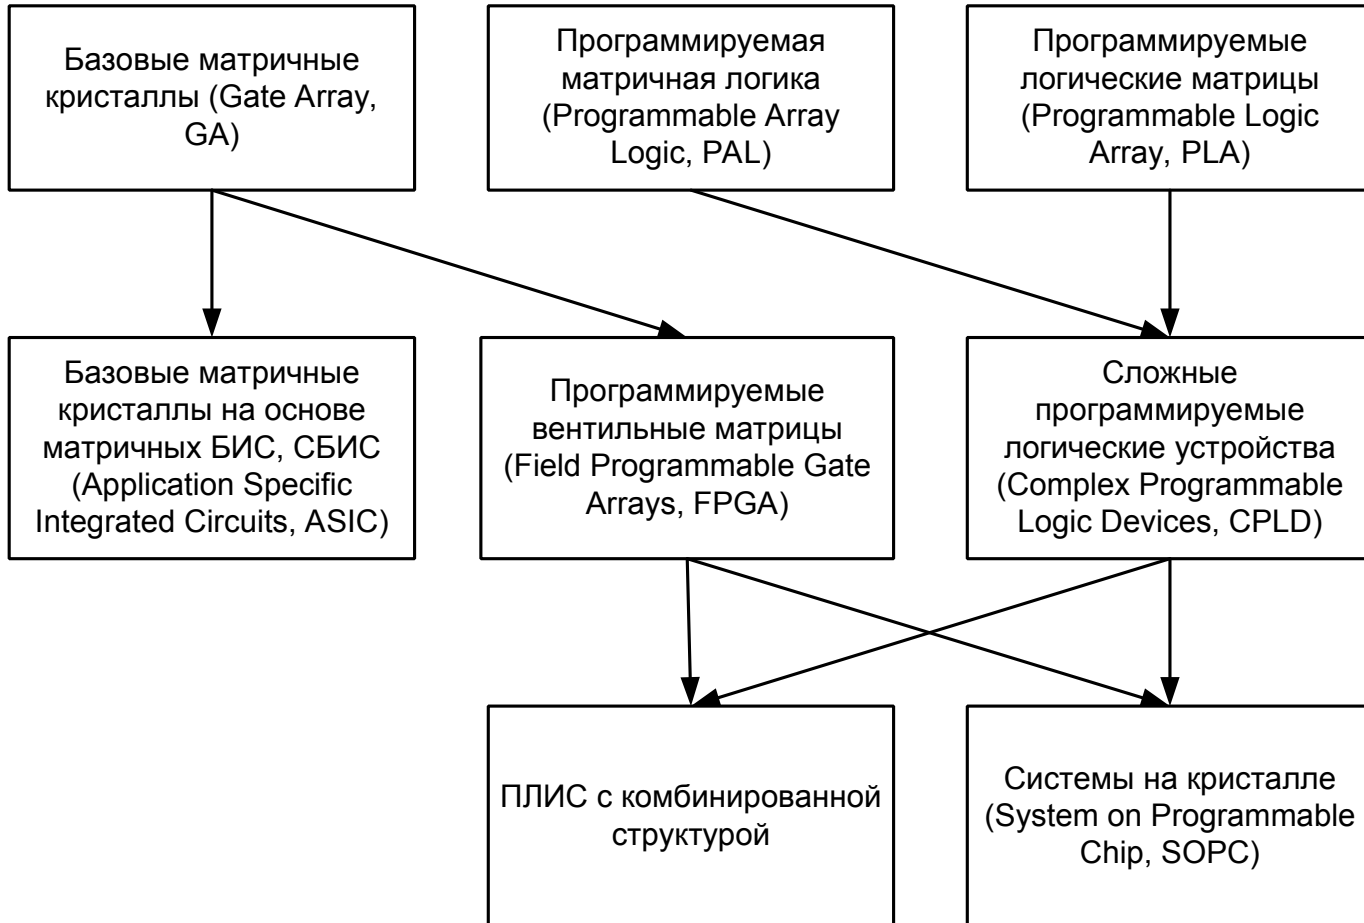 Базовые матричные
кристаллы (Gate Array,
GA)
Программируемая
матричная логика
(Programmable Array
Logic, PAL)
Программируемые
логические матрицы
(Programmable Logic
Array, PLA)
Базовые матричные
кристаллы на основе
матричных БИС, СБИС
(Application Specific
Integrated Circuits, ASIC)
Программируемые
вентильные матрицы
(Field Programmable Gate
Arrays, FPGA)
Сложные
программируемые
логические устройства
(Complex Programmable
Logic Devices, CPLD)
ПЛИС с комбинированной
структурой
Системы на кристалле
(System on Programmable
Chip, SOPC)